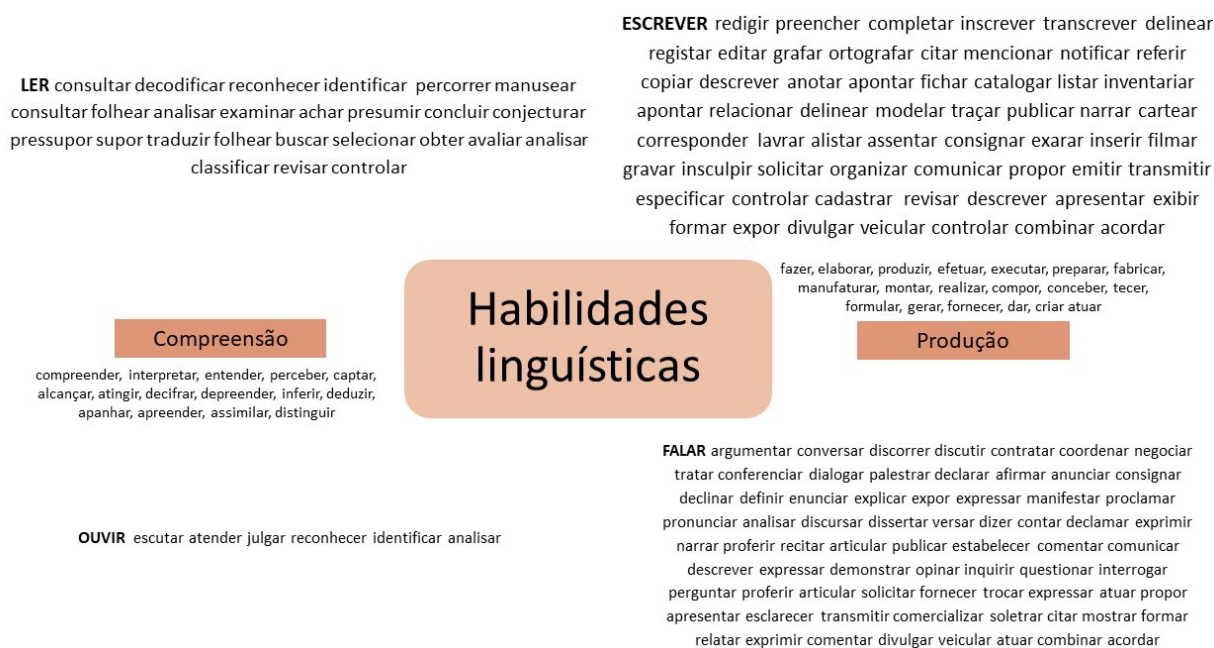 LER consultar decodificar reconhecer identificar percorrer manusear
consultar folhear analisar examinar achar presumir concluir conjecturar
pressupor supor traduzir folhear buscar selecionar obter avaliar analisar
classificar revisar controlar
ESCREVER redigir preencher completar inscrever transcrever delinear
registar editar grafar ortografar citar mencionar notificar referir
copiar descrever anotar apontar fichar catalogar listar inventariar
apontar relacionar delinear modelar traçar publicar narrar cartear
corresponder lavrar alistar assentar consignar exarar inserir filmar
gravar insculpir solicitar organizar comunicar propor emitir transmitir
especificar controlar cadastrar revisar descrever apresentar exibir
formar expor divulgar veicular controlar combinar acordar
Habilidades
linguísticas
Compreensão
compreender, interpretar, entender, perceber, captar,
alcançar, atingir, decifrar, depreender, inferir, deduzir,
apanhar, apreender, assimilar, distinguir
fazer, elaborar, produzir, efetuar, executar, preparar, fabricar,
manufaturar, montar, realizar, compor, conceber, tecer,
formular, gerar, fornecer, dar, criar atuar
Produção
OUVIR escutar atender julgar reconhecer identificar analisar
FALAR argumentar conversar discorrer discutir contratar coordenar negociar
tratar conferenciar dialogar palestrar declarar afirmar anunciar consignar
declinar definir enunciar explicar expor expressar manifestar proclamar
pronunciar analisar discursar dissertar versar dizer contar declamar exprimir
narrar proferir recitar articular publicar estabelecer comentar comunicar
descrever expressar demonstrar opinar inquirir questionar interrogar
perguntar proferir articular solicitar fornecer trocar expressar atuar propor
apresentar esclarecer transmitir comercializar soletrar citar mostrar formar
relatar exprimir comentar divulgar veicular atuar combinar acordar